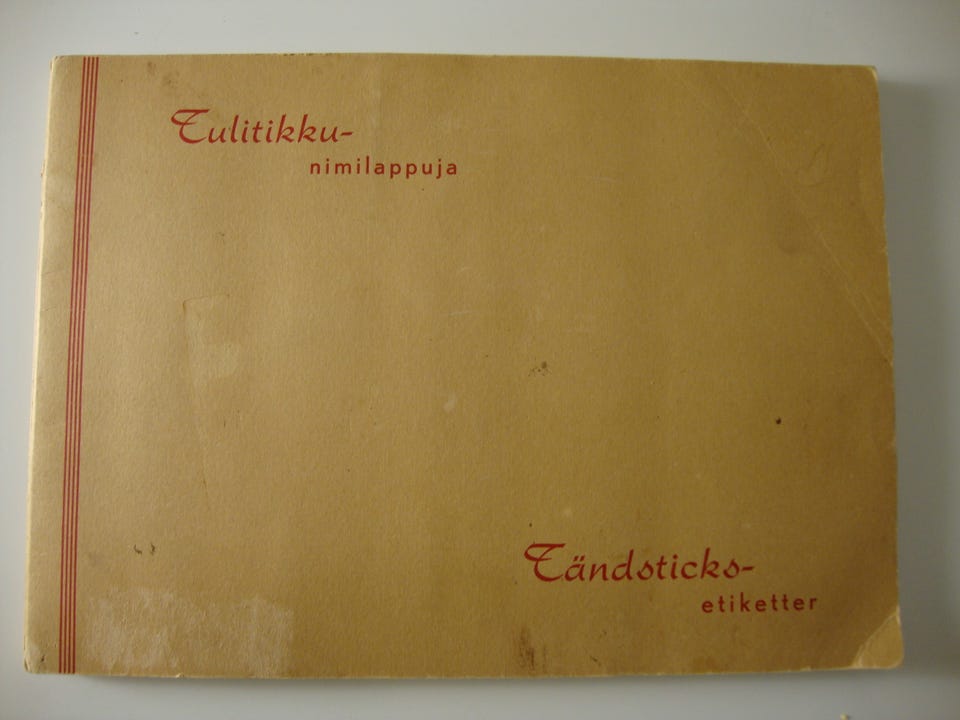 Tulitikku-
nimilappuja
Tändsticks-
etiketter